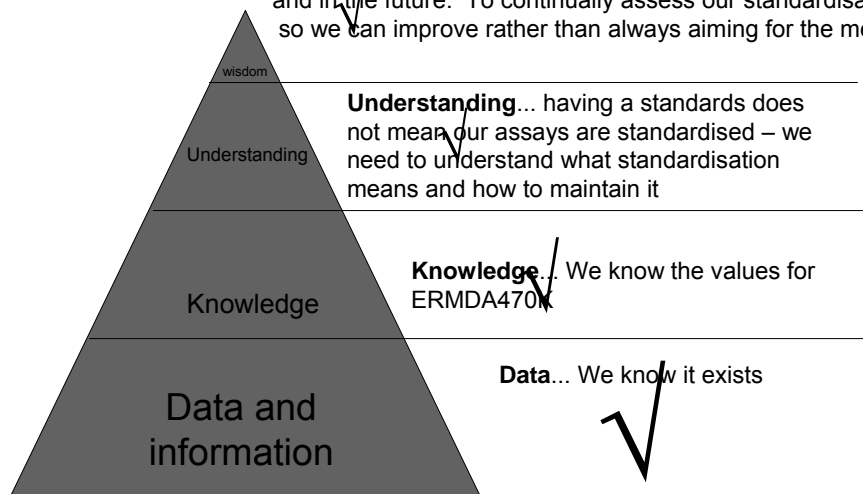 and in the future. To continually assess our standardisa
so we can improve rather than always aiming for the me
wisdom
Understanding... having a standards does
not mean our assays are standardised – we
need to understand what standardisation
means and how to maintain it
Understanding
Knowledge... We know the values for
ERMDA470K
Knowledge
Data... We know it exists
Data and
information